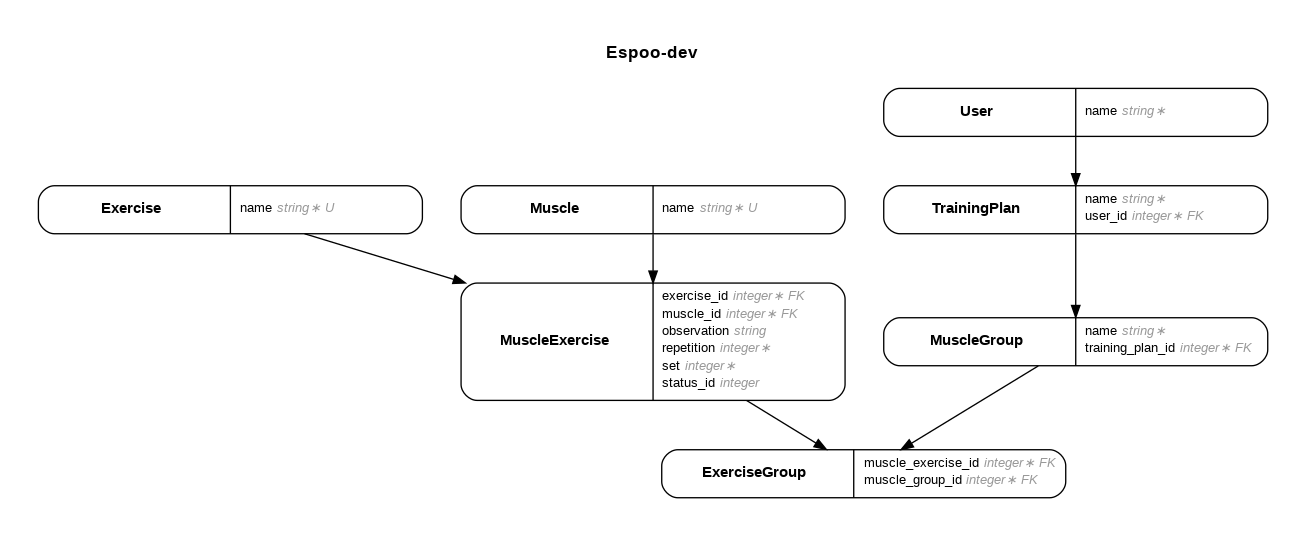 Espoo-dev
User
name string∗
Exercise
name string∗ U
Muscle
name string∗ U
TrainingPlan
name string∗
user_id integer∗ FK
MuscleExercise
exercise_id integer∗ FK
muscle_id integer∗ FK
observation string
repetition integer∗
set integer∗
status_id integer
MuscleGroup
name string∗
training_plan_id integer∗ FK
ExerciseGroup
muscle_exercise_id integer∗ FK
muscle_group_id integer∗ FK